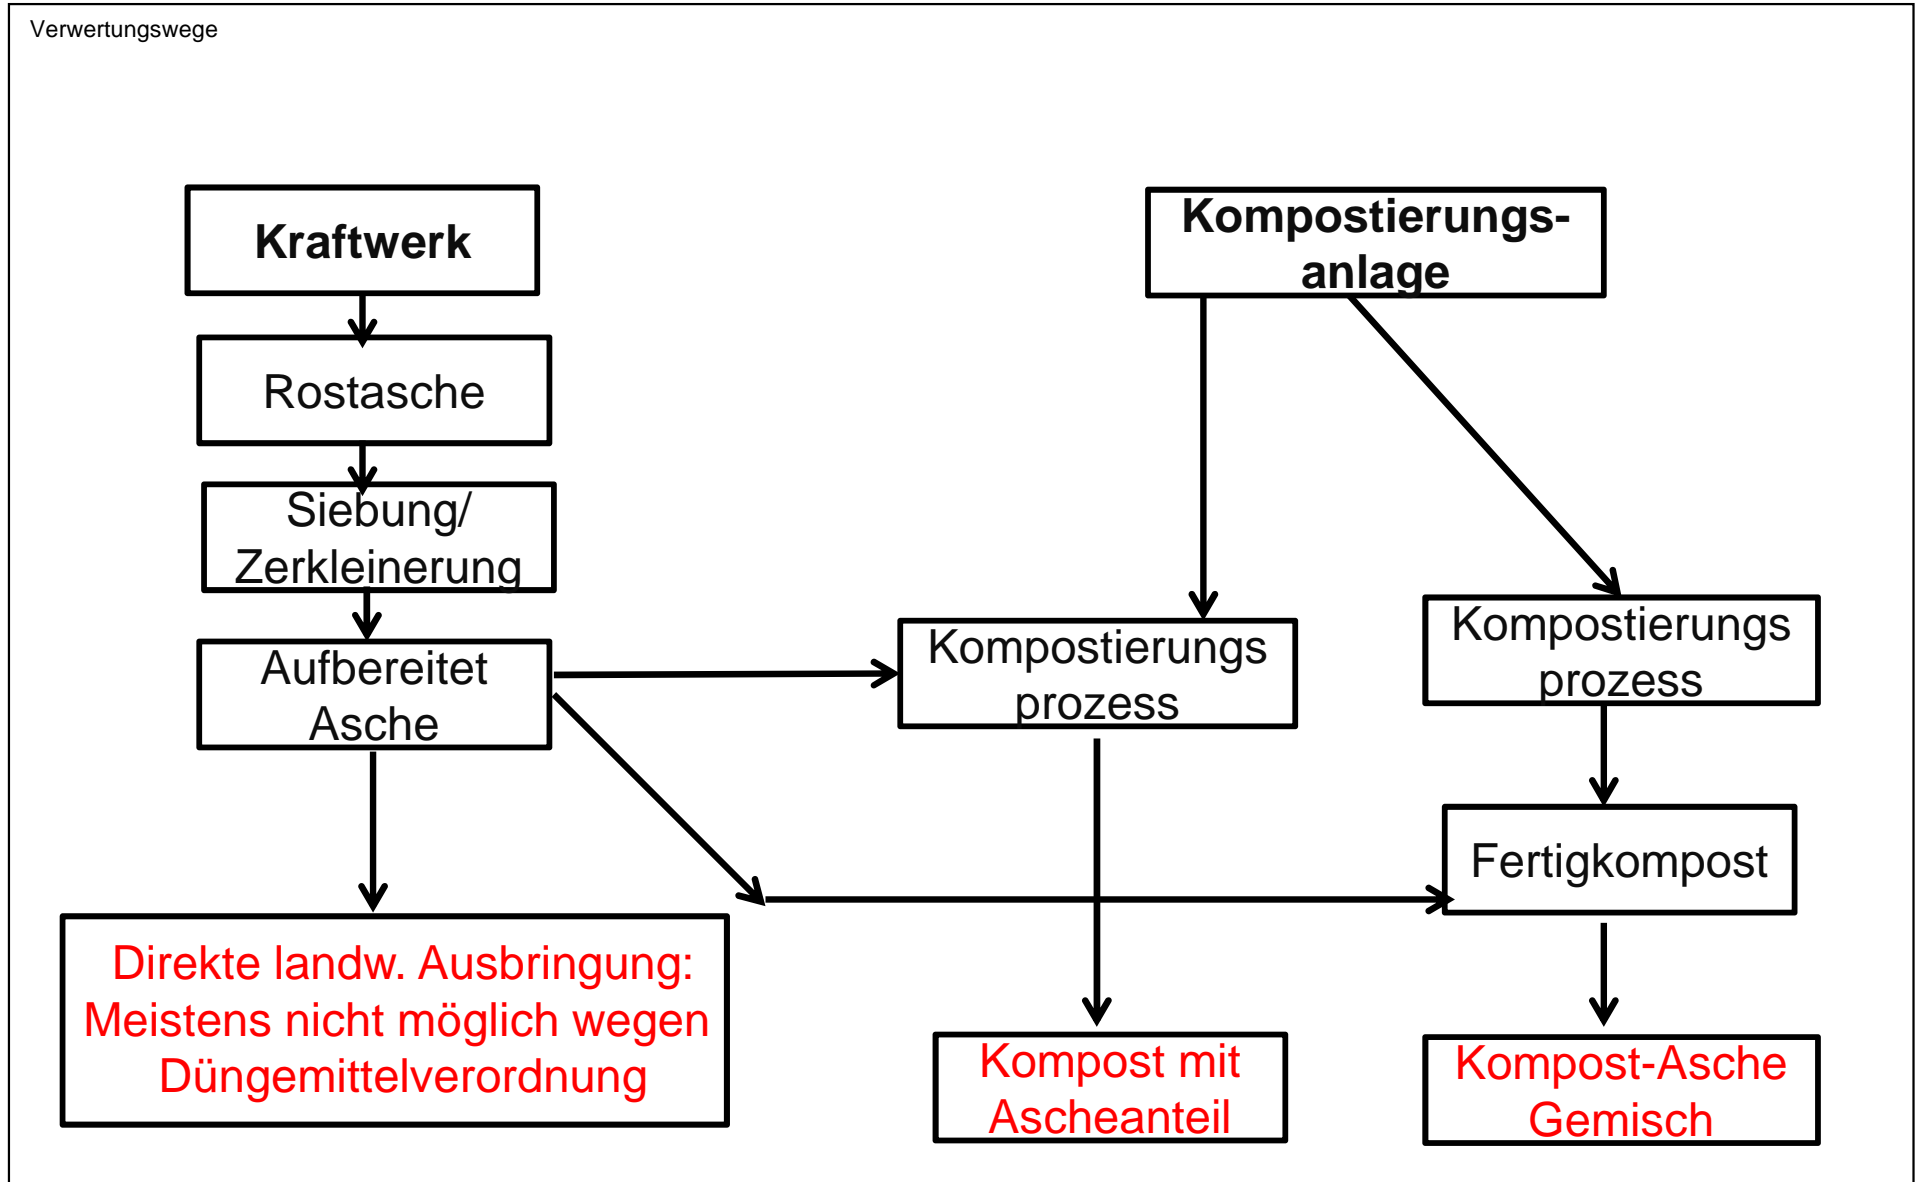 Verwertungswege
Kraftwerk
Kompostierungs-
anlage
Rostasche
Siebung/
Zerkleinerung
Aufbereitet
Asche
Kompostierungs
prozess
Kompostierungs
prozess
Fertigkompost
Direkte landw. Ausbringung:
Meistens nicht möglich wegen
Düngemittelverordnung
Kompost mit
Ascheanteil
Kompost-Asche
Gemisch